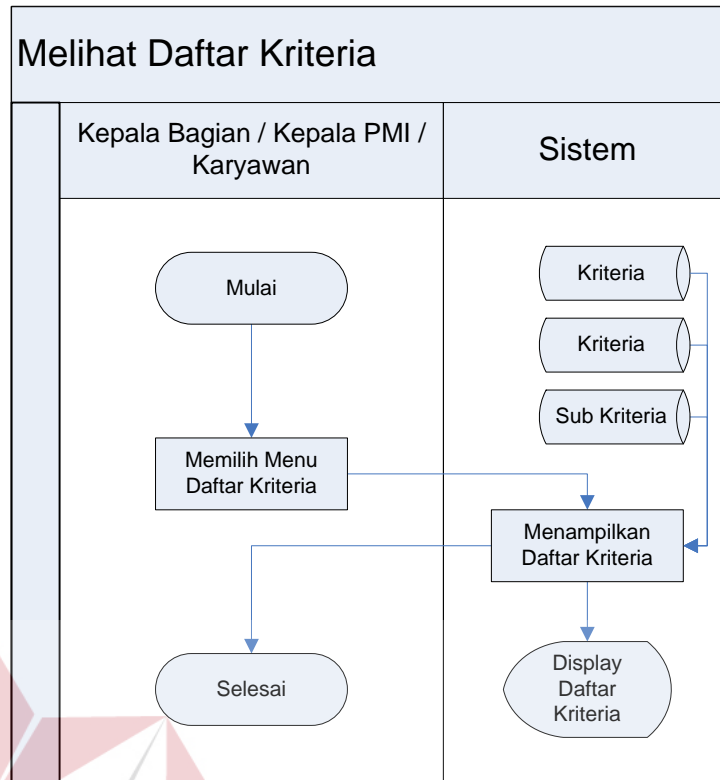 Melihat Daftar Kriteria
Kepala Bagian / Kepala PMI /
Karyawan
Sistem
Mulai
Kriteria
Kriteria
Sub Kriteria
Memilih Menu
Daftar Kriteria
Menampilkan
Daftar Kriteria
Selesai
Display
Daftar
Kriteria